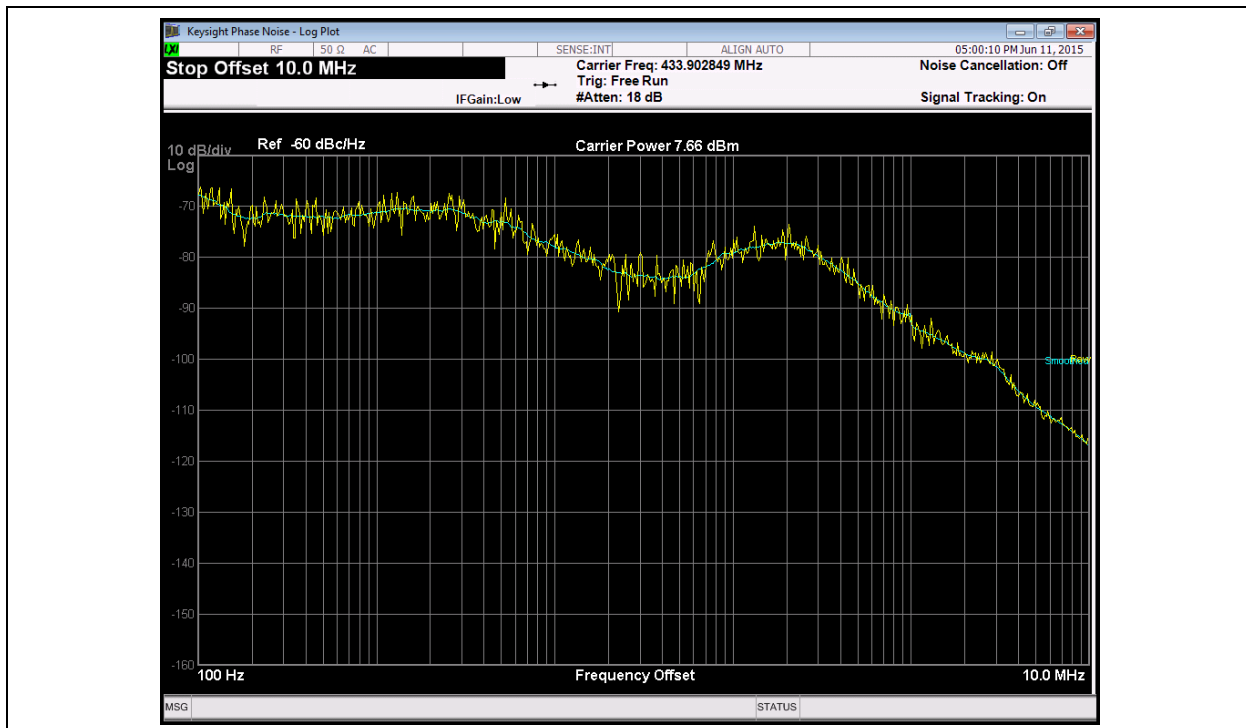 Keysight Phase Noise - Log Plot
LXI RF 50 Ω AC SENSE:INT ALIGN AUTO 05:00:10 PM Jun 11, 2015
Stop Offset 10.0 MHz
Carrier Freq: 433.902849 MHz
Noise Cancellation: Off
Trig: Free Run
IFGain:Low
#Atten: 18 dB
Signal Tracking: On
10 dB/div
Log
Ref -60 dBc/Hz
Carrier Power 7.66 dBm
-70
-80
-90
-100
Smoothed
-110
-120
-130
-140
-150
-160
100 Hz
Frequency Offset
10.0 MHz
MSG
STATUS